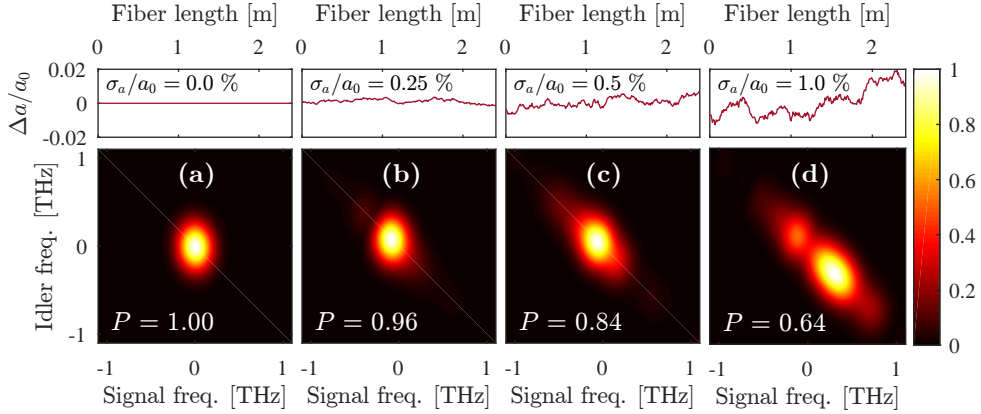 Fiber length [m] Fiber length [m] Fiber length [m] Fiber length [m]
0 1 2 0 1 2 0 1 2 0 1 2
0.02
0
-0.02
Δa/a₀
σₐ/a₀ = 0.0 % σₐ/a₀ = 0.25 % σₐ/a₀ = 0.5 % σₐ/a₀ = 1.0 %
1
0
-1
Idler freq. [THz]
(a) (b) (c) (d)
P = 1.00 P = 0.96 P = 0.84 P = 0.64
1
0.8
0.6
0.4
0.2
0
-1 0 1 -1 0 1 -1 0 1 -1 0 1
Signal freq. [THz] Signal freq. [THz] Signal freq. [THz] Signal freq. [THz]